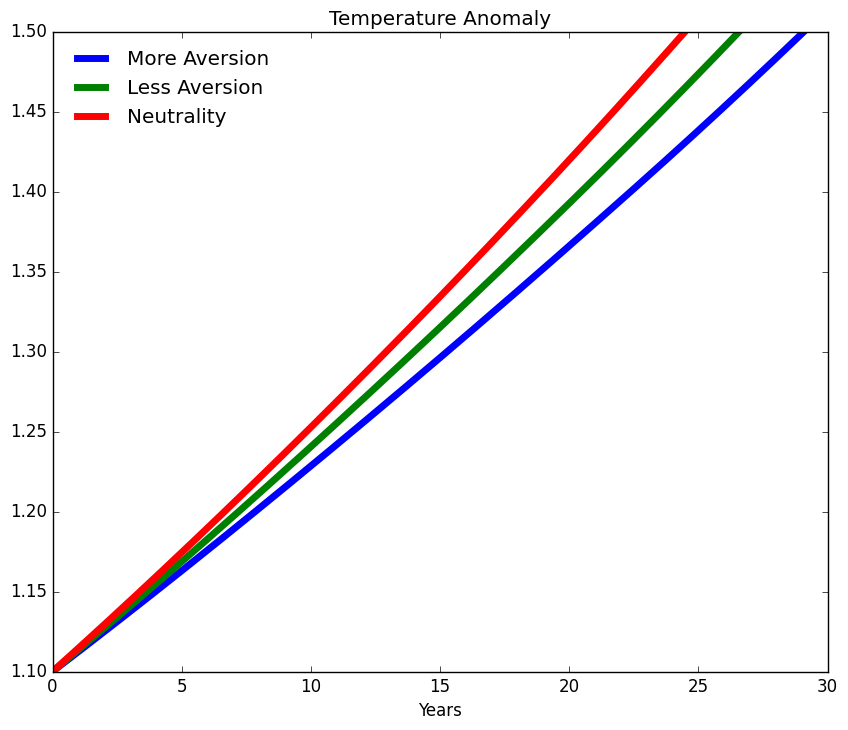 Temperature Anomaly
1.50
More Aversion
Less Aversion
Neutrality
1.45
1.40
1.35
1.30
1.25
1.20
1.15
1.10
0 5 10 15 20 25 30
Years